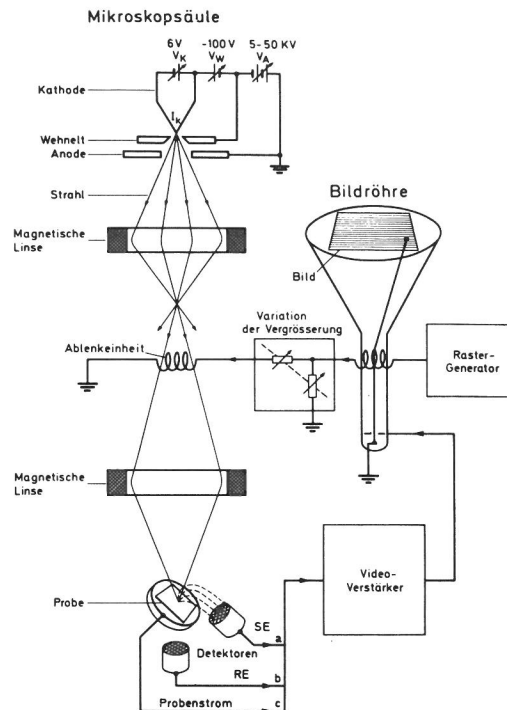 Mikroskopsäule
6V
V_K
-100 V
V_W
5-50 KV
V_A
Kathode
I_k
Wehnelt
Anode
Strahl
Magnetische
Linse
Bildröhre
Bild
Variation
der Vergrösserung
Ablenkeinheit
Raster-
Generator
Magnetische
Linse
Video-
Verstärker
Probe
SE
a
Detektoren
RE
b
Probenstrom
c